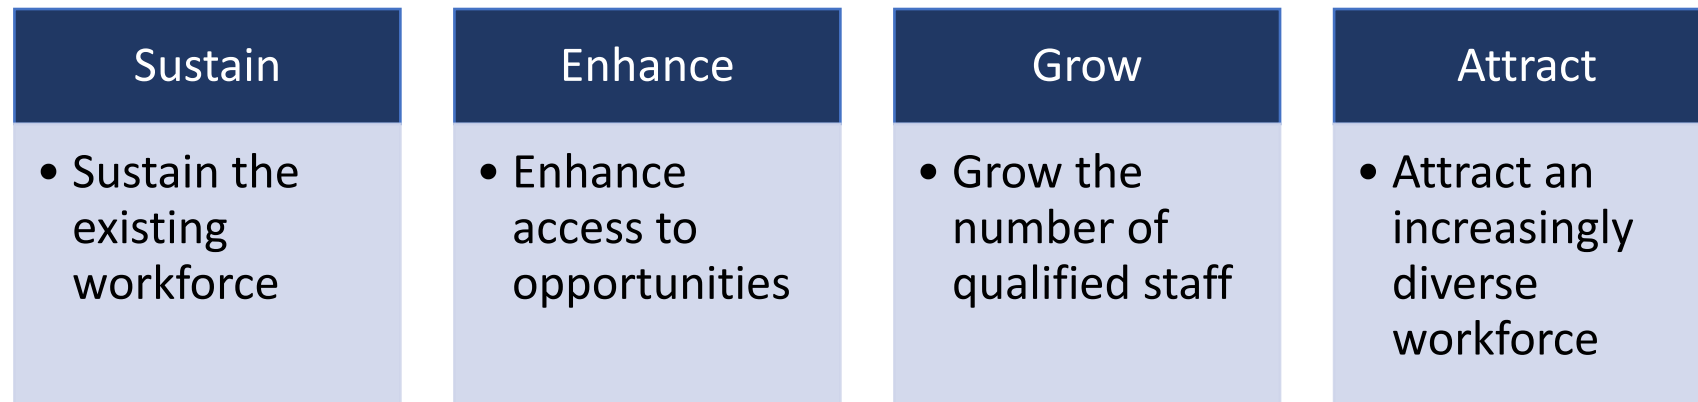 Sustain
• Sustain the
existing
workforce
Enhance
• Enhance
access to
opportunities
Grow
• Grow the
number of
qualified staff
Attract
• Attract an
increasingly
diverse
workforce